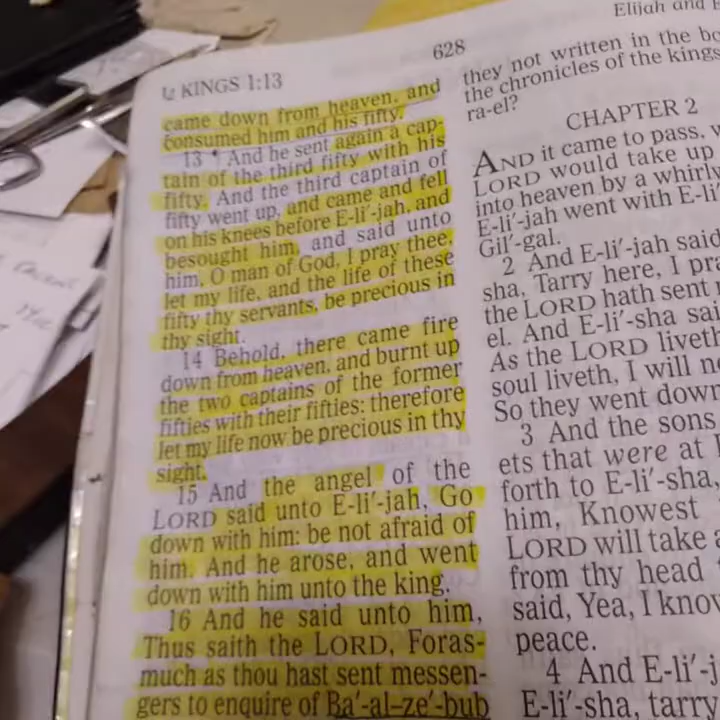 628
Elijah and E
2 KINGS 1:13
came down from heaven, and
consumed him and his fifty.
13 ¶ And he sent again a cap-
tain of the third fifty with his
fifty. And the third captain of
fifty went up, and came and fell
on his knees before E-li′-jah, and
besought him, and said unto
him, O man of God, I pray thee,
let my life, and the life of these
fifty thy servants, be precious in
thy sight.
14 Behold, there came fire
down from heaven, and burnt up
the two captains of the former
fifties with their fifties: therefore
let my life now be precious in thy
sight.
15 And the angel of the
LORD said unto E-li′-jah, Go
down with him: be not afraid of
him. And he arose, and went
down with him unto the king.
16 And he said unto him,
Thus saith the LORD, Foras-
much as thou hast sent messen-
gers to enquire of Ba′-al–ze′-bub
they not written in the bo
the chronicles of the kings
ra-el?
CHAPTER 2
AND it came to pass, w
LORD would take up
into heaven by a whirlw
E-li′-jah went with E-li
Gil′-gal.
2 And E-li′-jah said
sha, Tarry here, I pra
the LORD hath sent
el. And E-li′-sha sai
As the LORD liveth
soul liveth, I will no
So they went down
3 And the sons
ets that were at
forth to E-li′-sha,
him, Knowest
LORD will take a
from thy head
said, Yea, I know
peace.
4 And E-li′-j
E-li′-sha, tarry